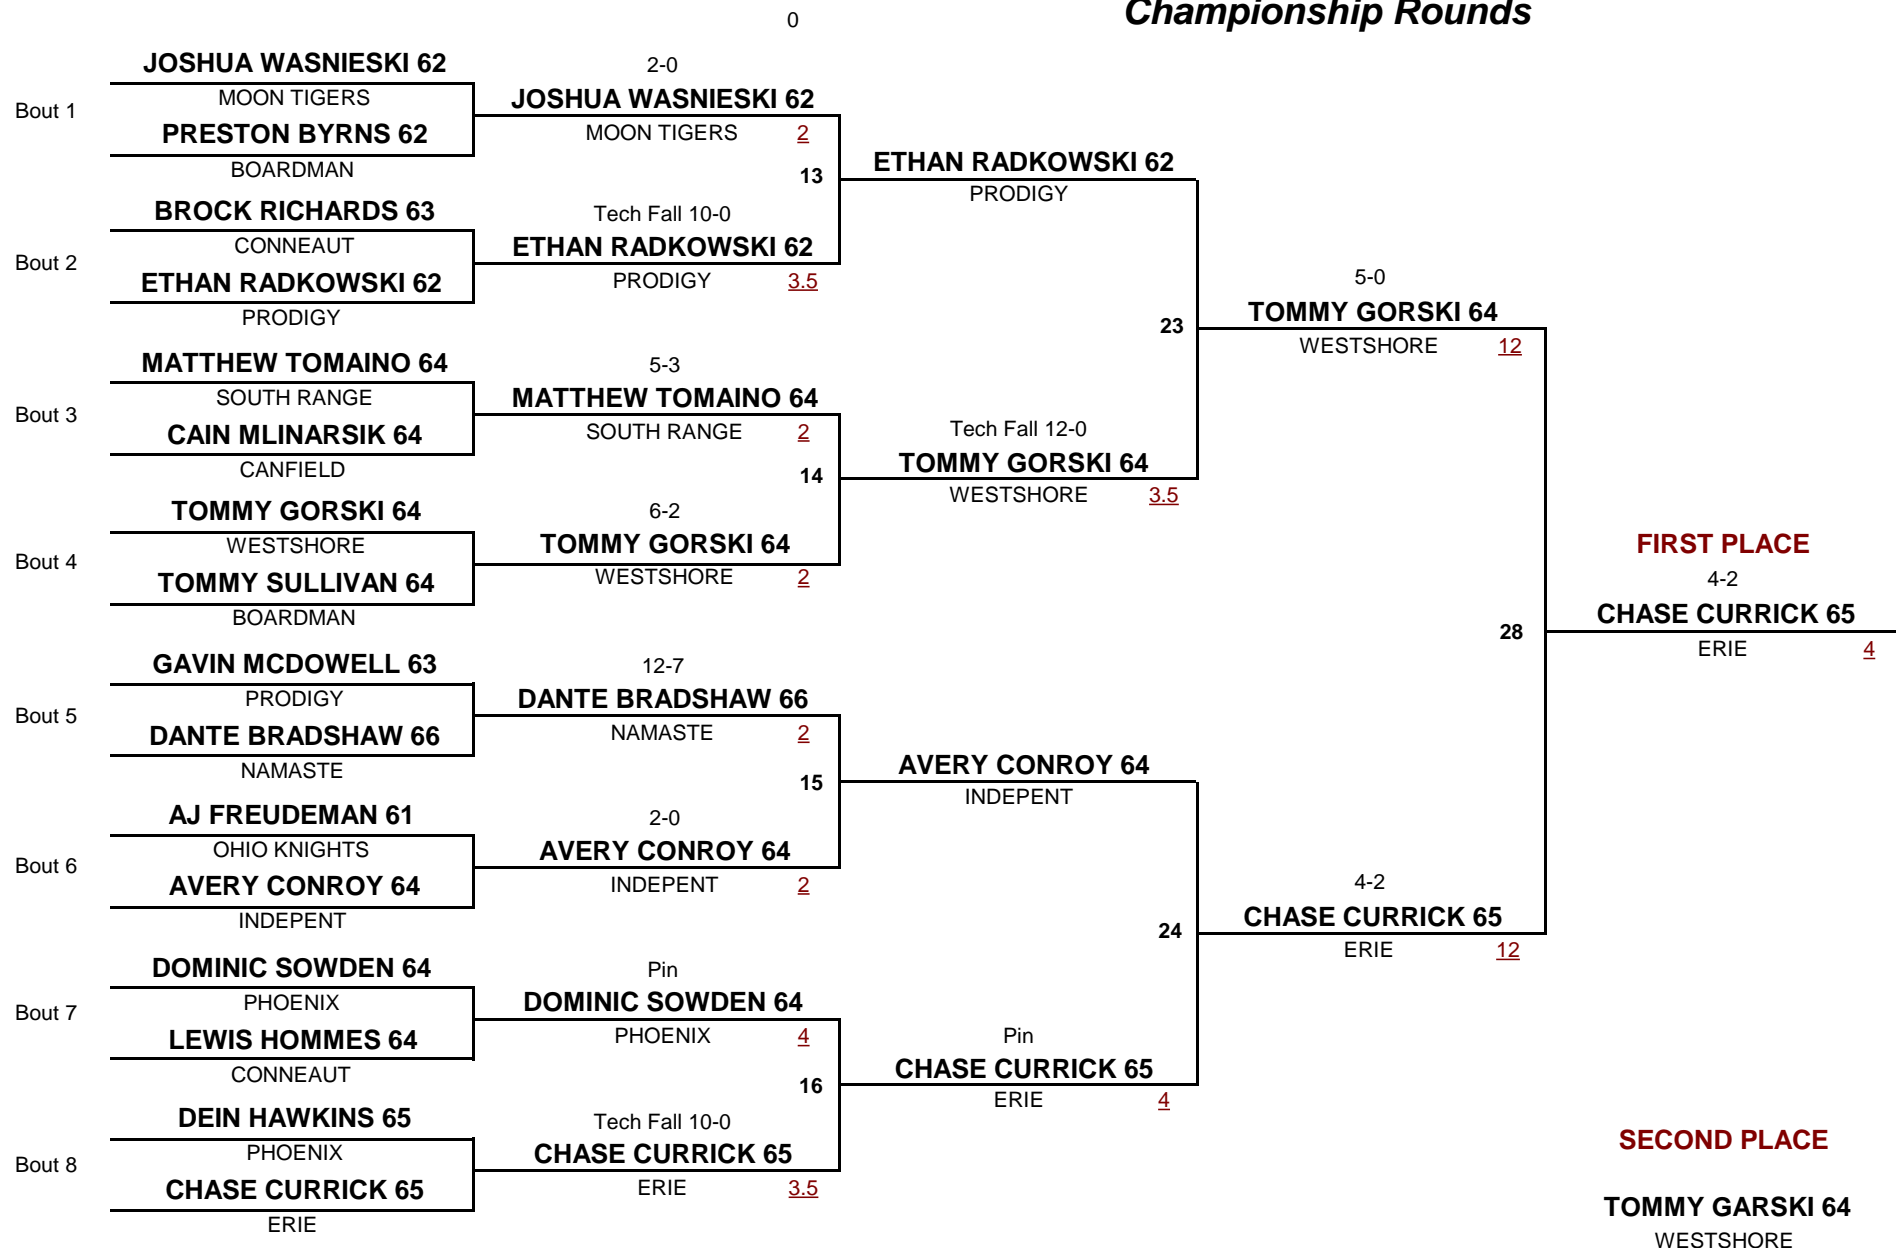 0
Championship Rounds
JOSHUA WASNIESKI 62
MOON TIGERS
Bout 1
PRESTON BYRNS 62
BOARDMAN
BROCK RICHARDS 63
CONNEAUT
Bout 2
ETHAN RADKOWSKI 62
PRODIGY
MATTHEW TOMAINO 64
SOUTH RANGE
Bout 3
CAIN MLINARSIK 64
CANFIELD
TOMMY GORSKI 64
WESTSHORE
Bout 4
TOMMY SULLIVAN 64
BOARDMAN
GAVIN MCDOWELL 63
PRODIGY
Bout 5
DANTE BRADSHAW 66
NAMASTE
AJ FREUDEMAN 61
OHIO KNIGHTS
Bout 6
AVERY CONROY 64
INDEPENT
DOMINIC SOWDEN 64
PHOENIX
Bout 7
LEWIS HOMMES 64
CONNEAUT
DEIN HAWKINS 65
PHOENIX
Bout 8
CHASE CURRICK 65
ERIE
2-0
JOSHUA WASNIESKI 62
MOON TIGERS 2
13
Tech Fall 10-0
ETHAN RADKOWSKI 62
PRODIGY 3.5
5-3
MATTHEW TOMAINO 64
SOUTH RANGE 2
14
6-2
TOMMY GORSKI 64
WESTSHORE 2
12-7
DANTE BRADSHAW 66
NAMASTE 2
15
2-0
AVERY CONROY 64
INDEPENT 2
Pin
DOMINIC SOWDEN 64
PHOENIX 4
16
Tech Fall 10-0
CHASE CURRICK 65
ERIE 3.5
ETHAN RADKOWSKI 62
PRODIGY
23
Tech Fall 12-0
TOMMY GORSKI 64
WESTSHORE 3.5
AVERY CONROY 64
INDEPENT
24
Pin
CHASE CURRICK 65
ERIE 4
5-0
TOMMY GORSKI 64
WESTSHORE 12
28
4-2
CHASE CURRICK 65
ERIE 12
FIRST PLACE
4-2
CHASE CURRICK 65
ERIE 4
SECOND PLACE
TOMMY GARSKI 64
WESTSHORE